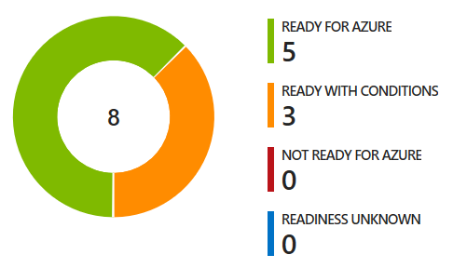 8
READY FOR AZURE
5
READY WITH CONDITIONS
3
NOT READY FOR AZURE
0
READINESS UNKNOWN
0